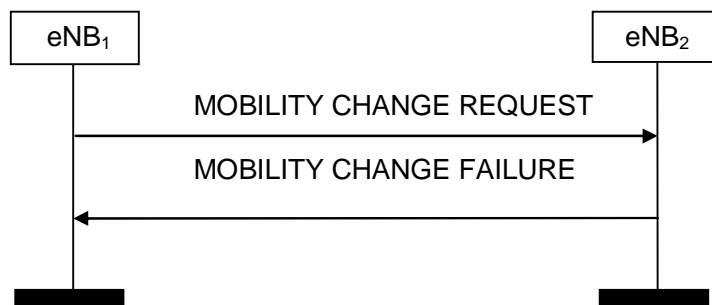 eNB₁
eNB₂
MOBILITY CHANGE REQUEST
MOBILITY CHANGE FAILURE